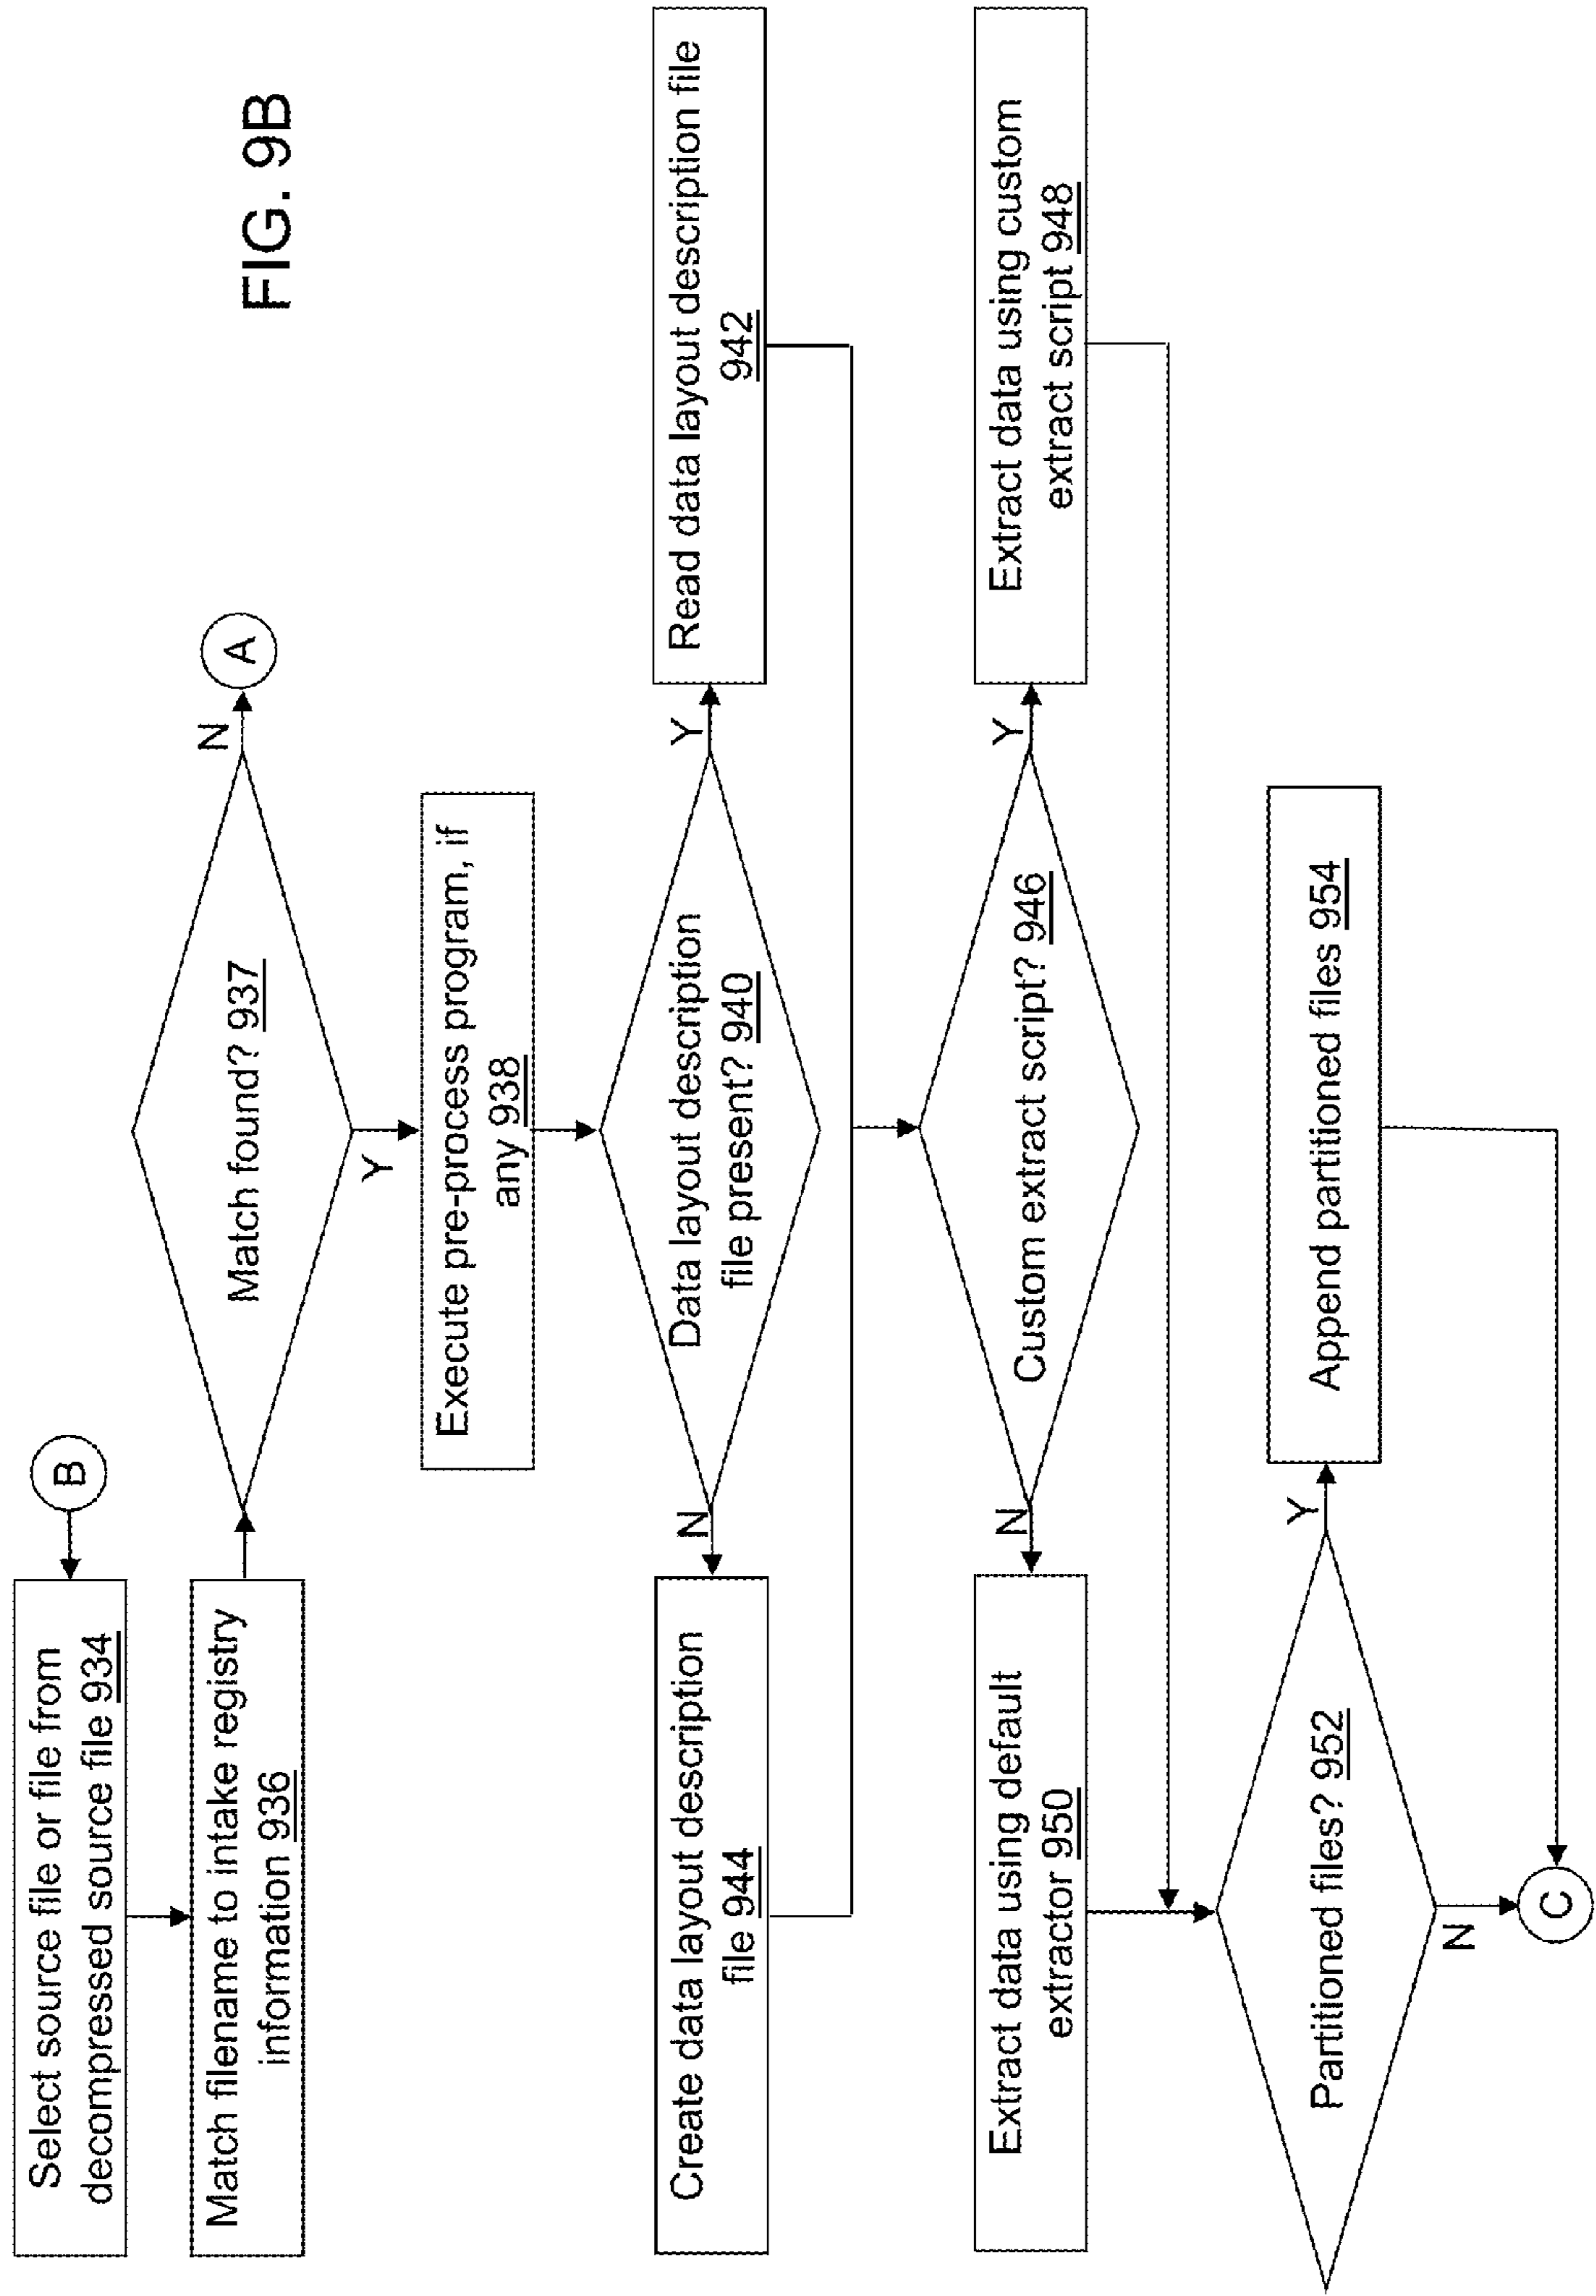 FIG. 9B
B
Select source file or file from
decompressed source file 934
Match filename to intake registry
information 936
Match found? 937
N
A
Y
Execute pre-process program, if
any 938
Data layout description
file present? 940
N
Y
Create data layout description
file 944
Read data layout description file
942
Custom extract script? 946
N
Y
Extract data using default
extractor 950
Extract data using custom
extract script 948
Partitioned files? 952
Y
Append partitioned files 954
N
C